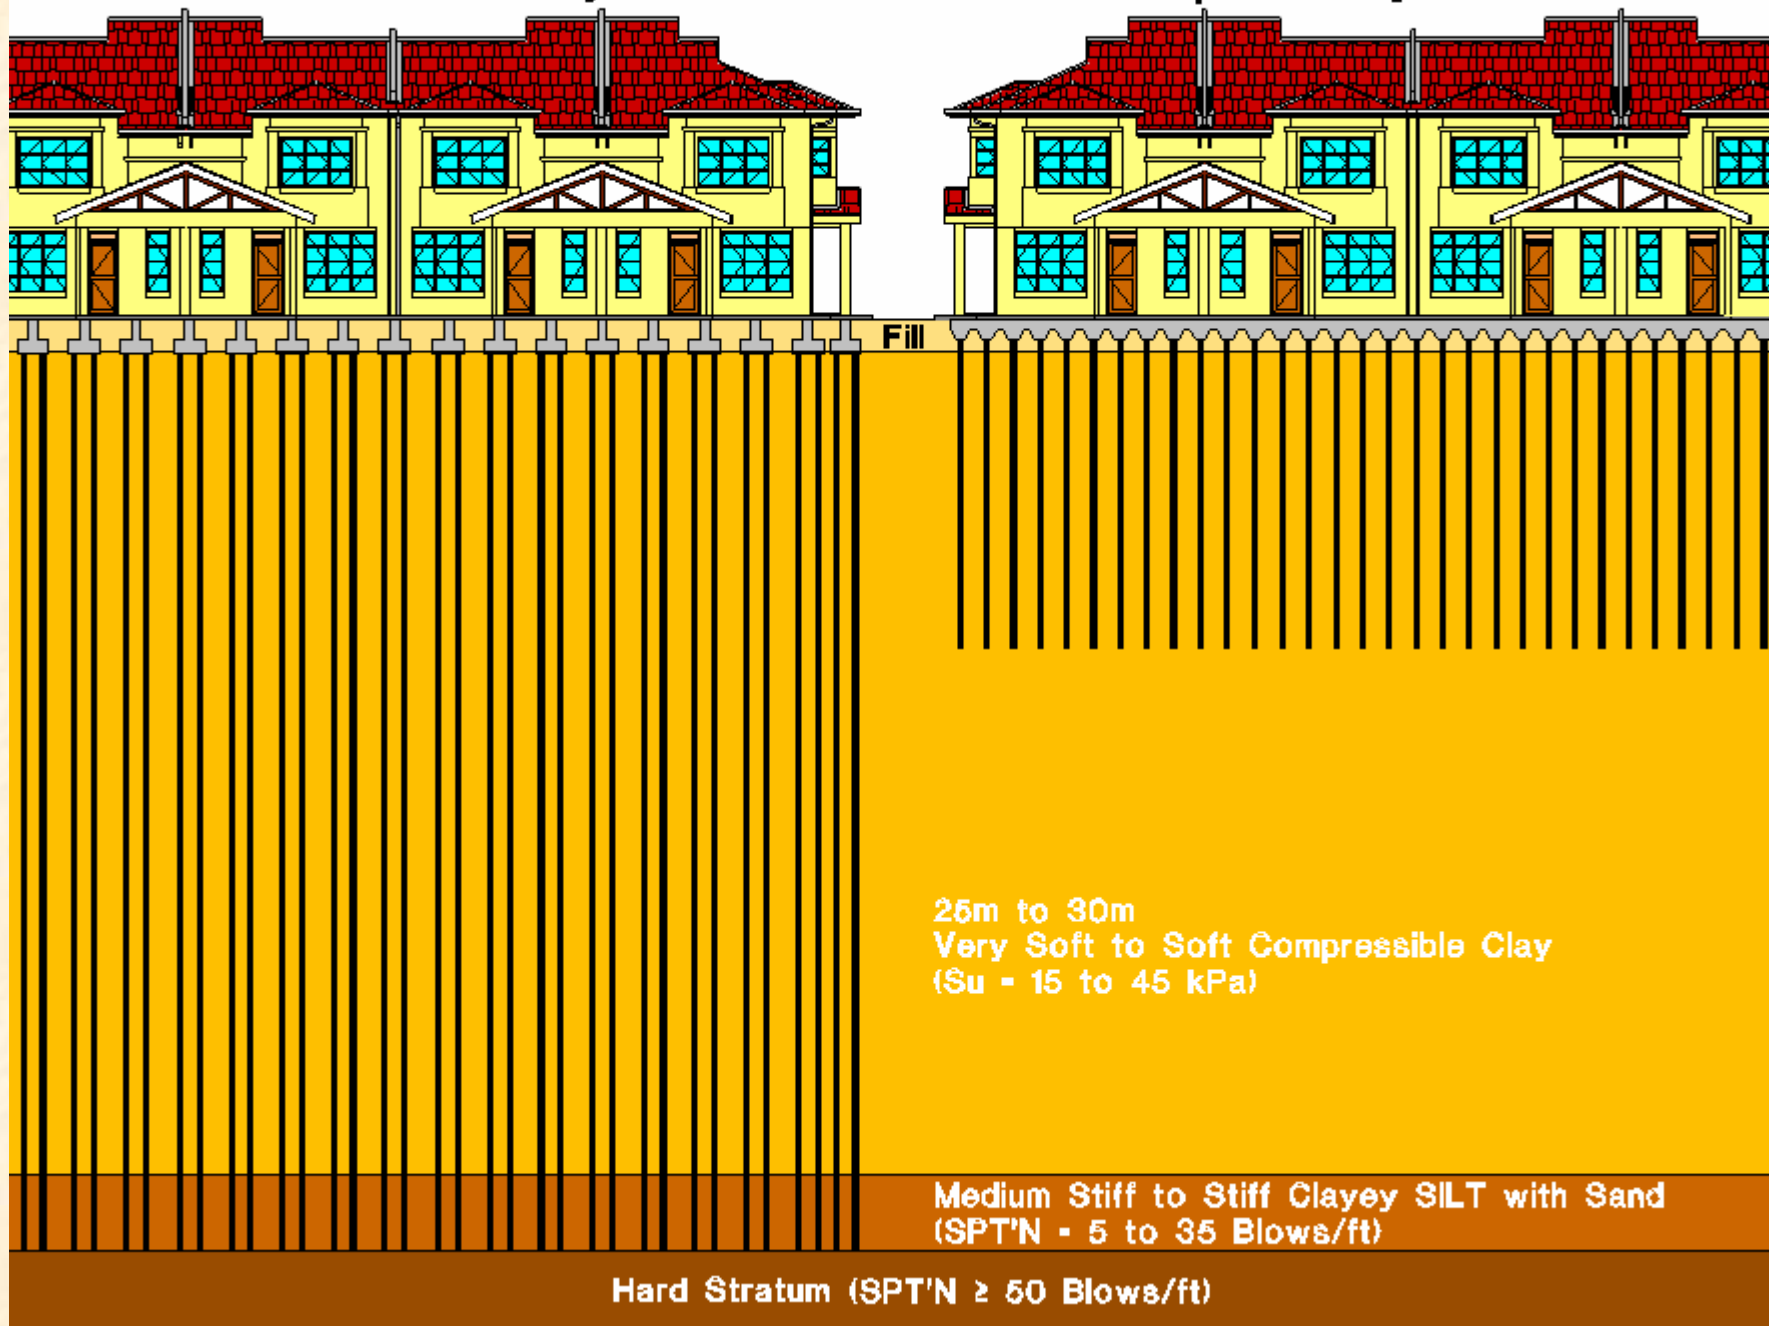 Fill
25m to 30m
Very Soft to Soft Compressible Clay
(Su = 15 to 45 kPa)
Medium Stiff to Stiff Clayey SILT with Sand
(SPT'N = 5 to 35 Blows/ft)
Hard Stratum (SPT'N ≥ 50 Blows/ft)